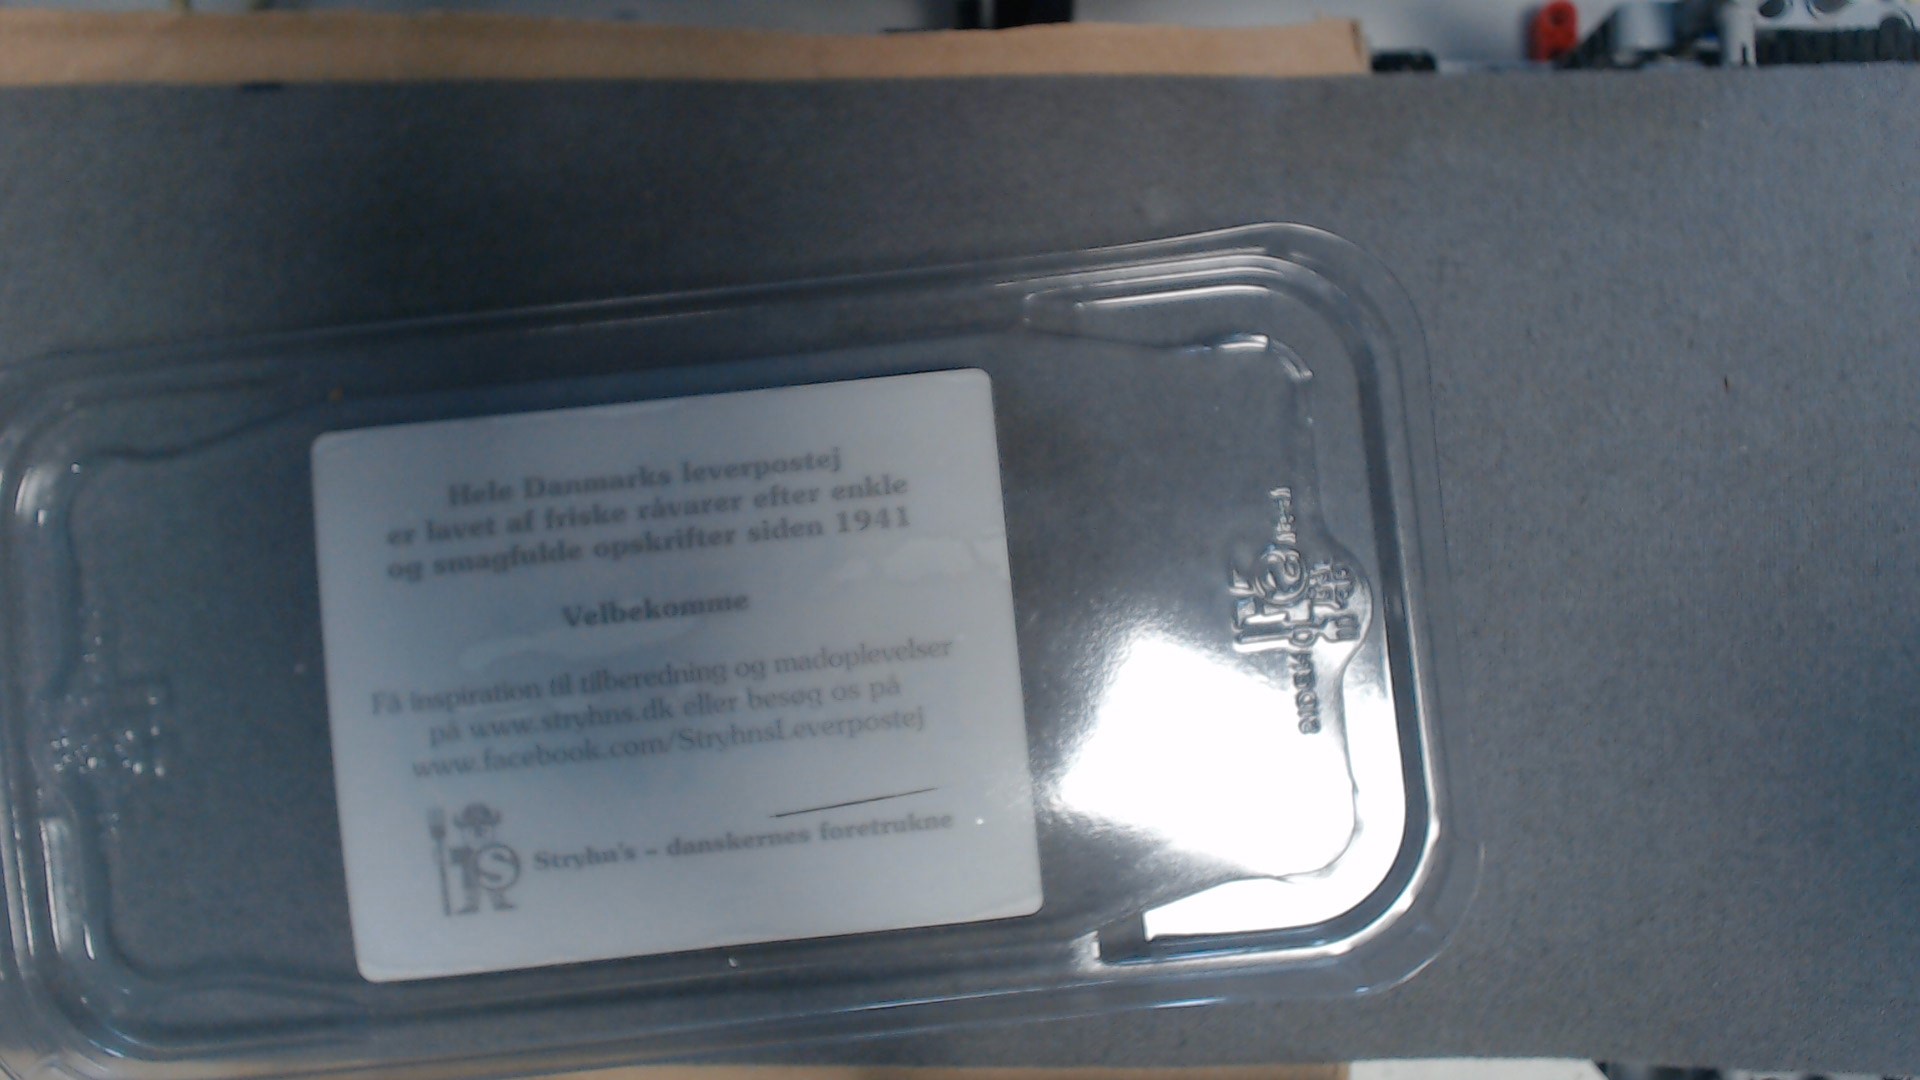 Hele Danmarks leverpostej
er lavet af friske råvarer efter enkle
og smagfulde opskrifter siden 1941
Velbekomme
Få inspiration til tilberedning og madoplevelser
på www.stryhns.dk eller besøg os på
www.facebook.com/StryhnsLeverpostej
S
Stryhn's – danskernes foretrukne